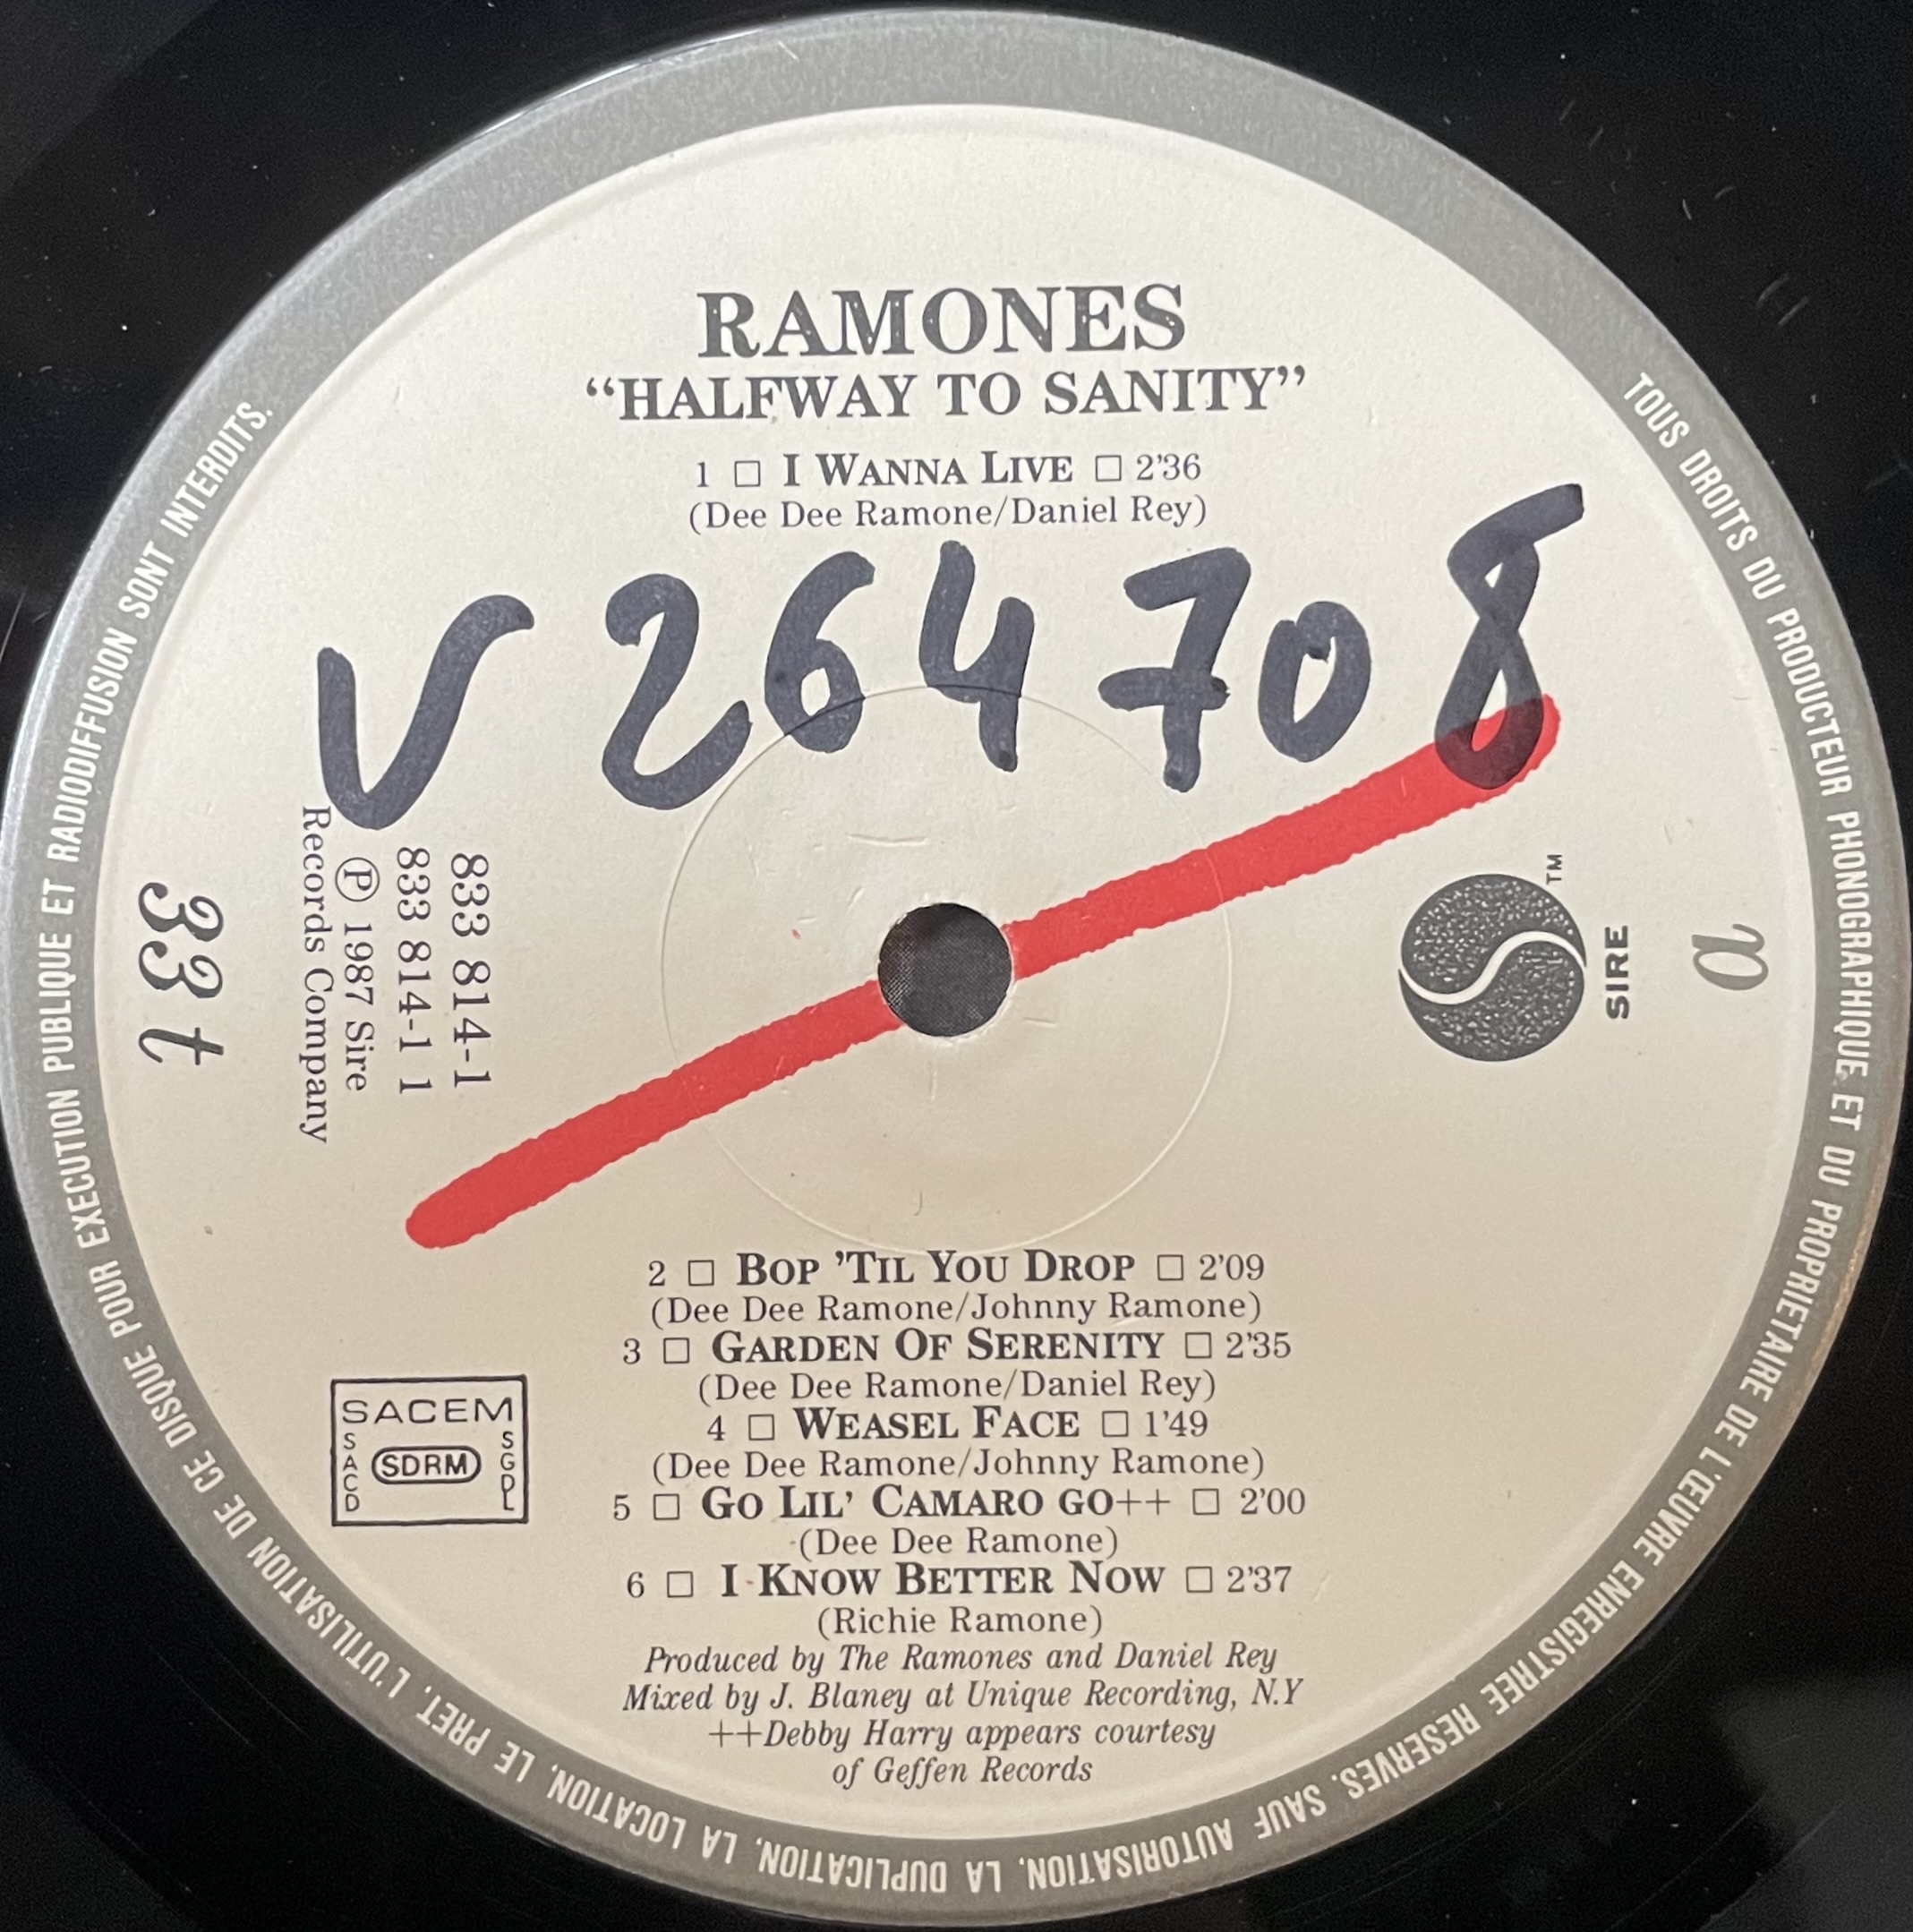 RAMONES
“HALFWAY TO SANITY”
1 □ I WANNA LIVE □ 2’36
(Dee Dee Ramone/Daniel Rey)
V 264708
833 814-1
833 814-1 1
Ⓟ 1987 Sire
Records Company
33 t
TM
SIRE
2 □ BOP ’TIL YOU DROP □ 2’09
(Dee Dee Ramone/Johnny Ramone)
3 □ GARDEN OF SERENITY □ 2’35
(Dee Dee Ramone/Daniel Rey)
4 □ WEASEL FACE □ 1’49
(Dee Dee Ramone/Johnny Ramone)
5 □ GO LIL’ CAMARO GO++ □ 2’00
(Dee Dee Ramone)
6 □ I KNOW BETTER NOW □ 2’37
(Richie Ramone)
Produced by The Ramones and Daniel Rey
Mixed by J. Blaney at Unique Recording, N.Y
++Debby Harry appears courtesy
of Geffen Records
SACEM
SACD
SDRM
SGDL
TOUS DROITS DU PRODUCTEUR PHONOGRAPHIQUE ET DU PROPRIETAIRE DE L'ŒUVRE ENREGISTREE RESERVES. SAUF AUTORISATION, LA DUPLICATION, LA LOCATION, LE PRET, L'UTILISATION DE CE DISQUE POUR EXECUTION PUBLIQUE ET RADIODIFFUSION SONT INTERDITS.